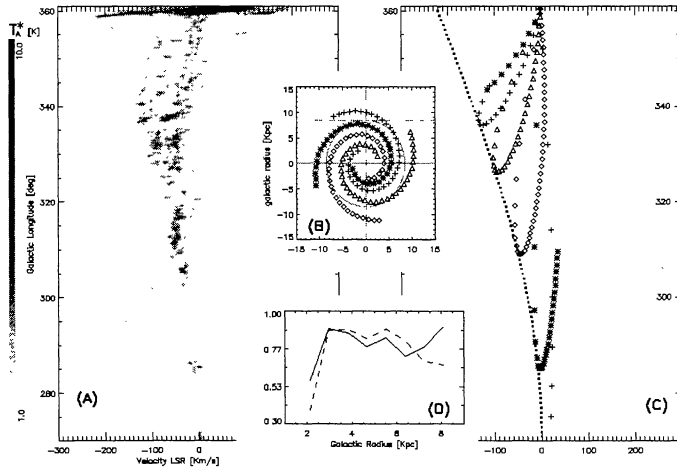 T*A [K]
10.0
1.0
Galactic Longitude [deg]
360
340
320
300
280
-300 -200 -100 0
Velocity LSR [Km/s]
(A)
galactic radius [Kpc]
15
10
5
0
-5
-10
-15
-15 -10 -5 0 5 10 15
(B)
1.00
0.77
0.53
0.30
2 4 6 8
Galactic Radius [Kpc]
(D)
360
340
320
300
-200 -100 0 100 200 300
(C)